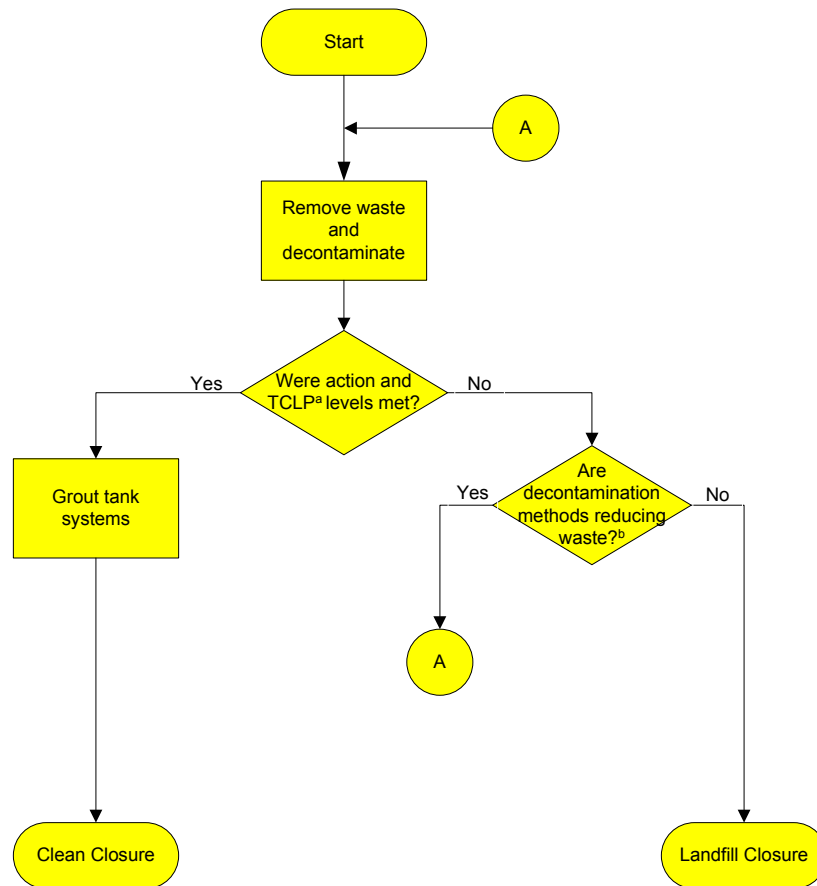 Start
A
Remove waste
and
decontaminate
Were action and
TCLPᵃ levels met?
Yes
No
Grout tank
systems
Are
decontamination
methods reducing
waste?ᵇ
Yes
No
A
Clean Closure
Landfill Closure